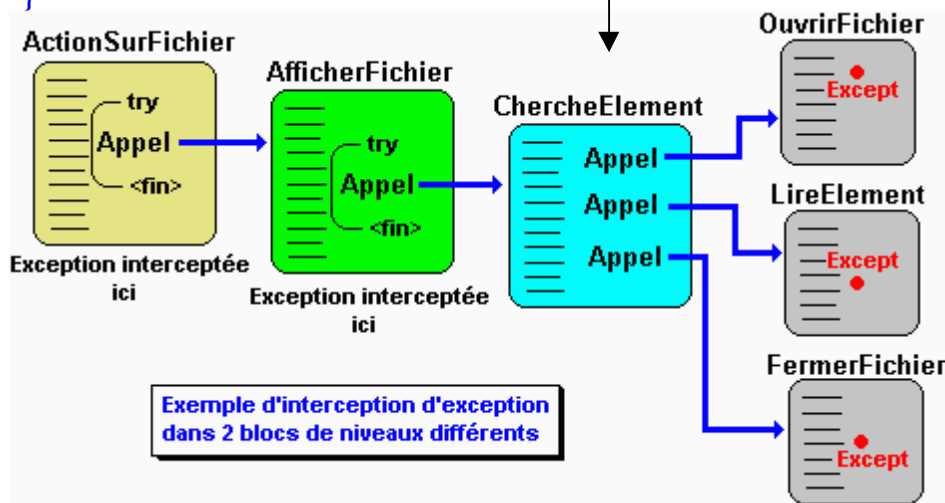 }
ActionSurFichier
try
Appel
<fin>
Exception interceptée
ici
AfficherFichier
try
Appel
<fin>
Exception interceptée
ici
ChercheElement
Appel
Appel
Appel
OuvrirFichier
Except
LireElement
Except
FermerFichier
Except
Exemple d'interception d'exception
dans 2 blocs de niveaux différents